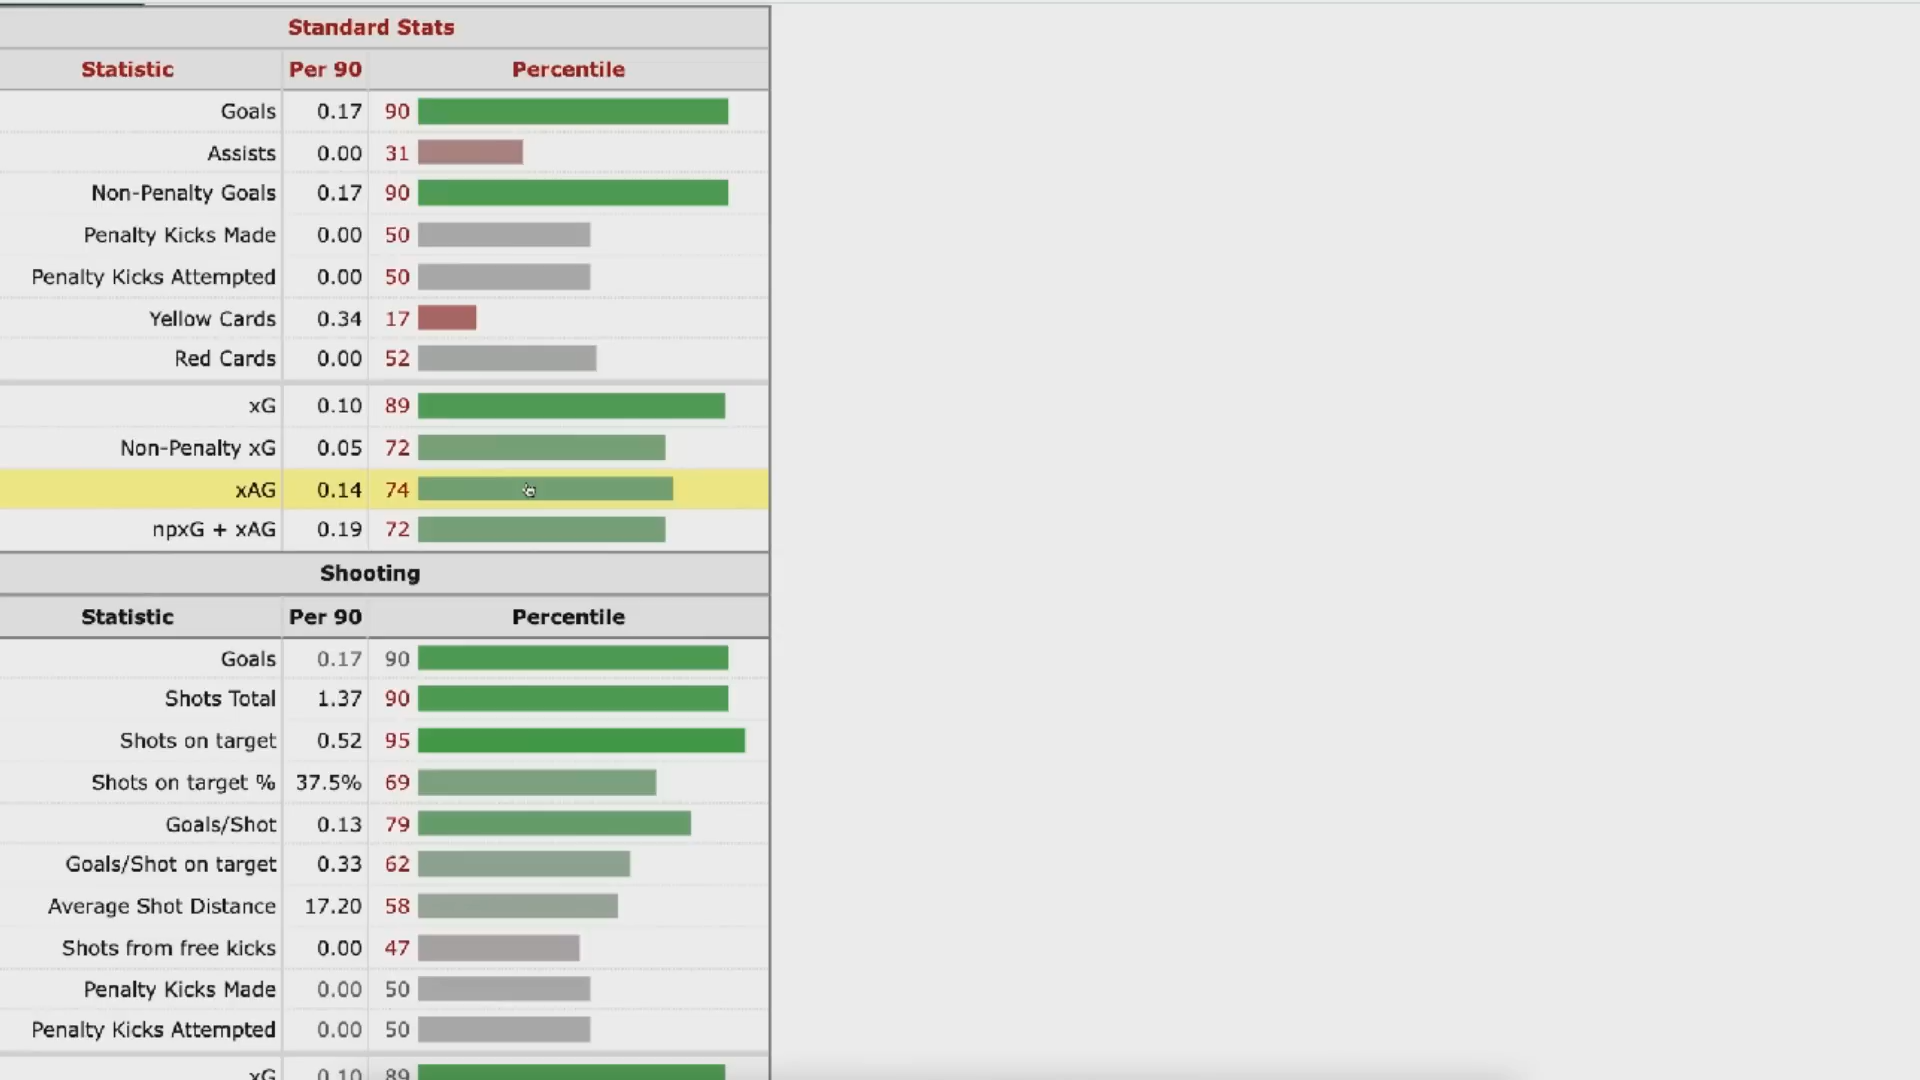 Standard Stats
Statistic Per 90 Percentile
Goals 0.17 90
Assists 0.00 31
Non-Penalty Goals 0.17 90
Penalty Kicks Made 0.00 50
Penalty Kicks Attempted 0.00 50
Yellow Cards 0.34 17
Red Cards 0.00 52
xG 0.10 89
Non-Penalty xG 0.05 72
xAG 0.14 74
npxG + xAG 0.19 72
Shooting
Statistic Per 90 Percentile
Goals 0.17 90
Shots Total 1.37 90
Shots on target 0.52 95
Shots on target % 37.5% 69
Goals/Shot 0.13 79
Goals/Shot on target 0.33 62
Average Shot Distance 17.20 58
Shots from free kicks 0.00 47
Penalty Kicks Made 0.00 50
Penalty Kicks Attempted 0.00 50
xG 0.10 89